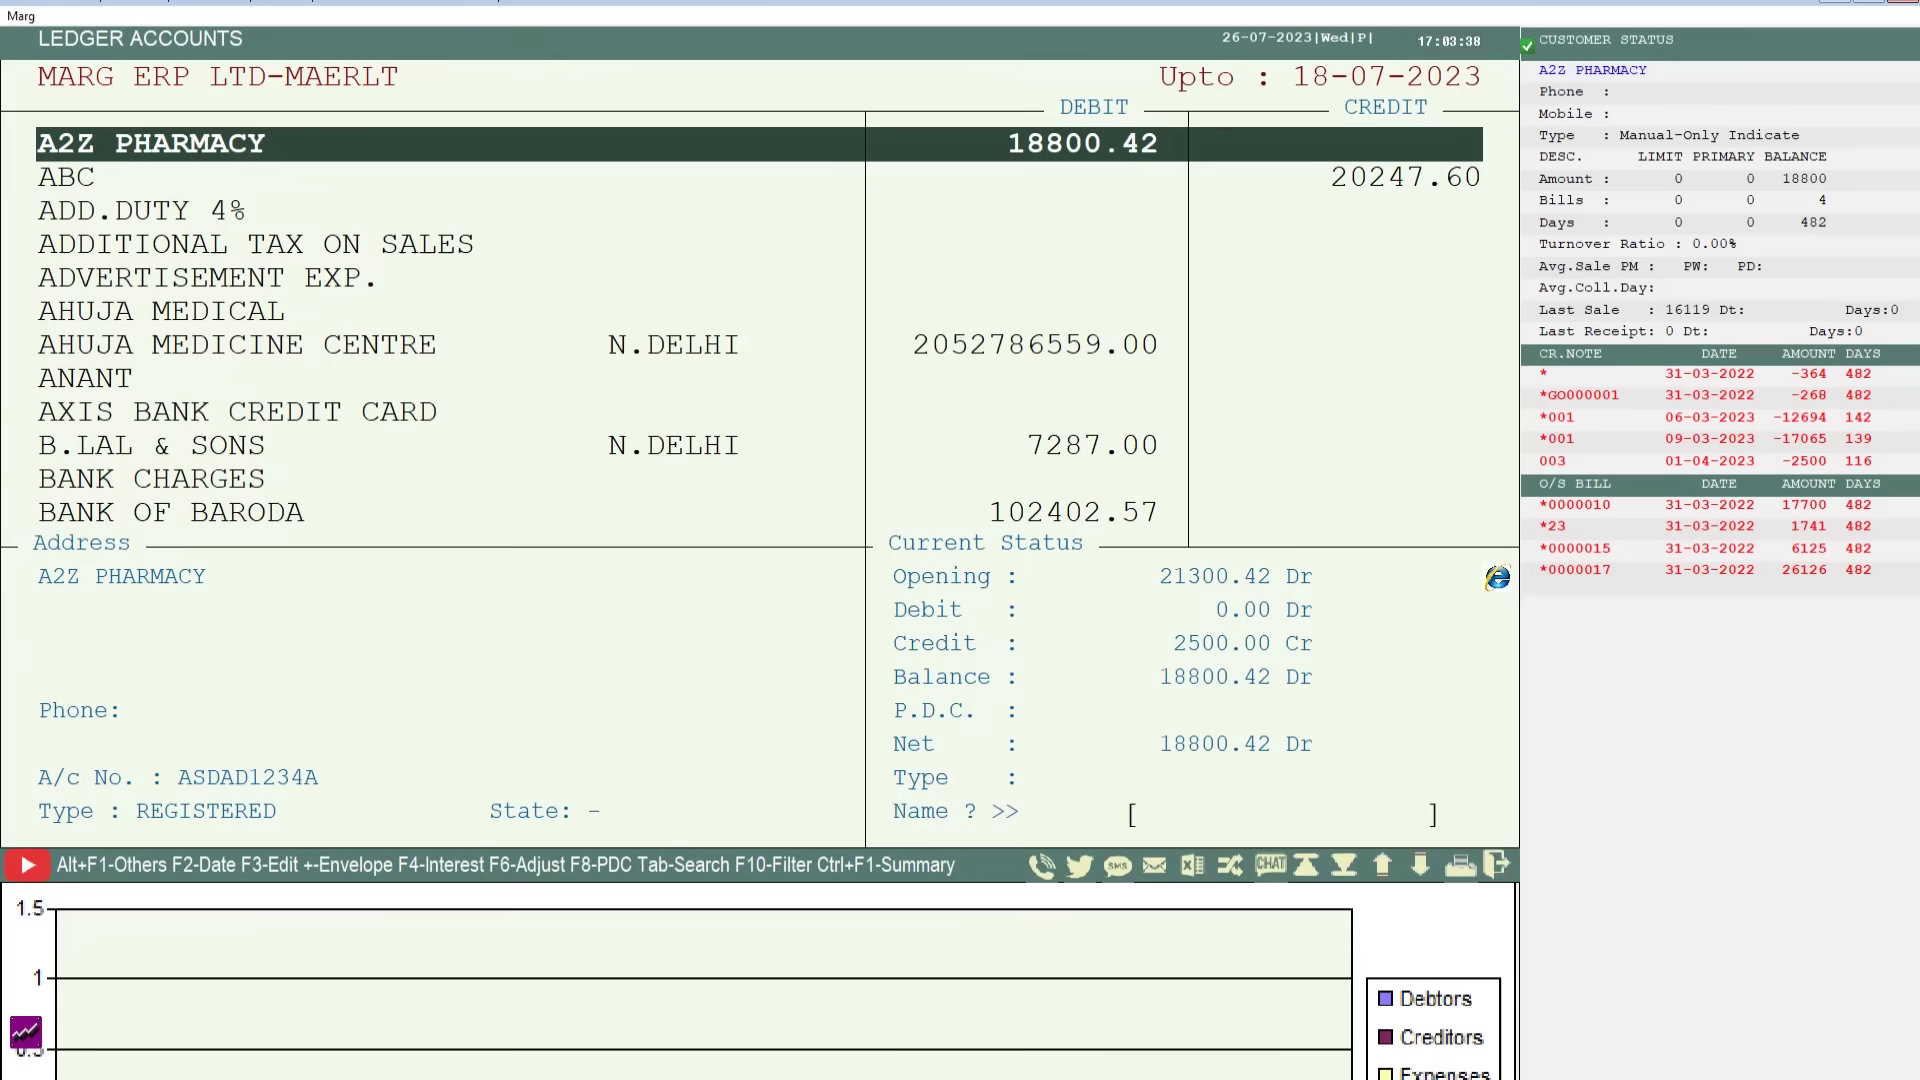 Marg
LEDGER ACCOUNTS 26-07-2023|Wed|P| 17:03:38
MARG ERP LTD-MAERLT Upto : 18-07-2023
DEBIT CREDIT
A2Z PHARMACY 18800.42
ABC 20247.60
ADD.DUTY 4%
ADDITIONAL TAX ON SALES
ADVERTISEMENT EXP.
AHUJA MEDICAL
AHUJA MEDICINE CENTRE N.DELHI 2052786559.00
ANANT
AXIS BANK CREDIT CARD
B.LAL & SONS N.DELHI 7287.00
BANK CHARGES
BANK OF BARODA 102402.57
Address
A2Z PHARMACY
Phone:
A/c No. : ASDAD1234A
Type : REGISTERED State: -
Current Status
Opening : 21300.42 Dr
Debit : 0.00 Dr
Credit : 2500.00 Cr
Balance : 18800.42 Dr
P.D.C. :
Net : 18800.42 Dr
Type :
Name ? >> [ ]
Alt+F1-Others F2-Date F3-Edit +-Envelope F4-Interest F6-Adjust F8-PDC Tab-Search F10-Filter Ctrl+F1-Summary
SMS
CHAT
1.5
1
0.5
Debtors
Creditors
Expenses
CUSTOMER STATUS
A2Z PHARMACY
Phone :
Mobile :
Type : Manual-Only Indicate
DESC. LIMIT PRIMARY BALANCE
Amount : 0 0 18800
Bills : 0 0 4
Days : 0 0 482
Turnover Ratio : 0.00%
Avg.Sale PM : PW: PD:
Avg.Coll.Day:
Last Sale : 16119 Dt: Days:0
Last Receipt: 0 Dt: Days:0
CR.NOTE DATE AMOUNT DAYS
* 31-03-2022 -364 482
*GO000001 31-03-2022 -268 482
*001 06-03-2023 -12694 142
*001 09-03-2023 -17065 139
003 01-04-2023 -2500 116
O/S BILL DATE AMOUNT DAYS
*0000010 31-03-2022 17700 482
*23 31-03-2022 1741 482
*0000015 31-03-2022 6125 482
*0000017 31-03-2022 26126 482